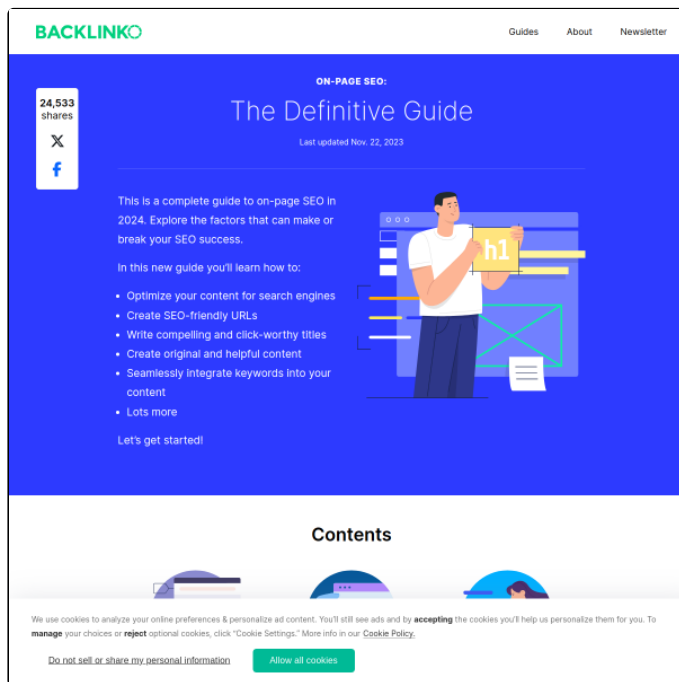 BACKLINKO
Guides About Newsletter
24,533
shares
ON-PAGE SEO:
The Definitive Guide
Last updated Nov. 22, 2023
This is a complete guide to on-page SEO in
2024. Explore the factors that can make or
break your SEO success.
In this new guide you'll learn how to:
• Optimize your content for search engines
• Create SEO-friendly URLs
• Write compelling and click-worthy titles
• Create original and helpful content
• Seamlessly integrate keywords into your
content
• Lots more
Let's get started!
h1
Contents
We use cookies to analyze your online preferences & personalize ad content. You'll still see ads and by accepting the cookies you'll help us personalize them for you. To
manage your choices or reject optional cookies, click "Cookie Settings." More info in our Cookie Policy.
Do not sell or share my personal information
Allow all cookies